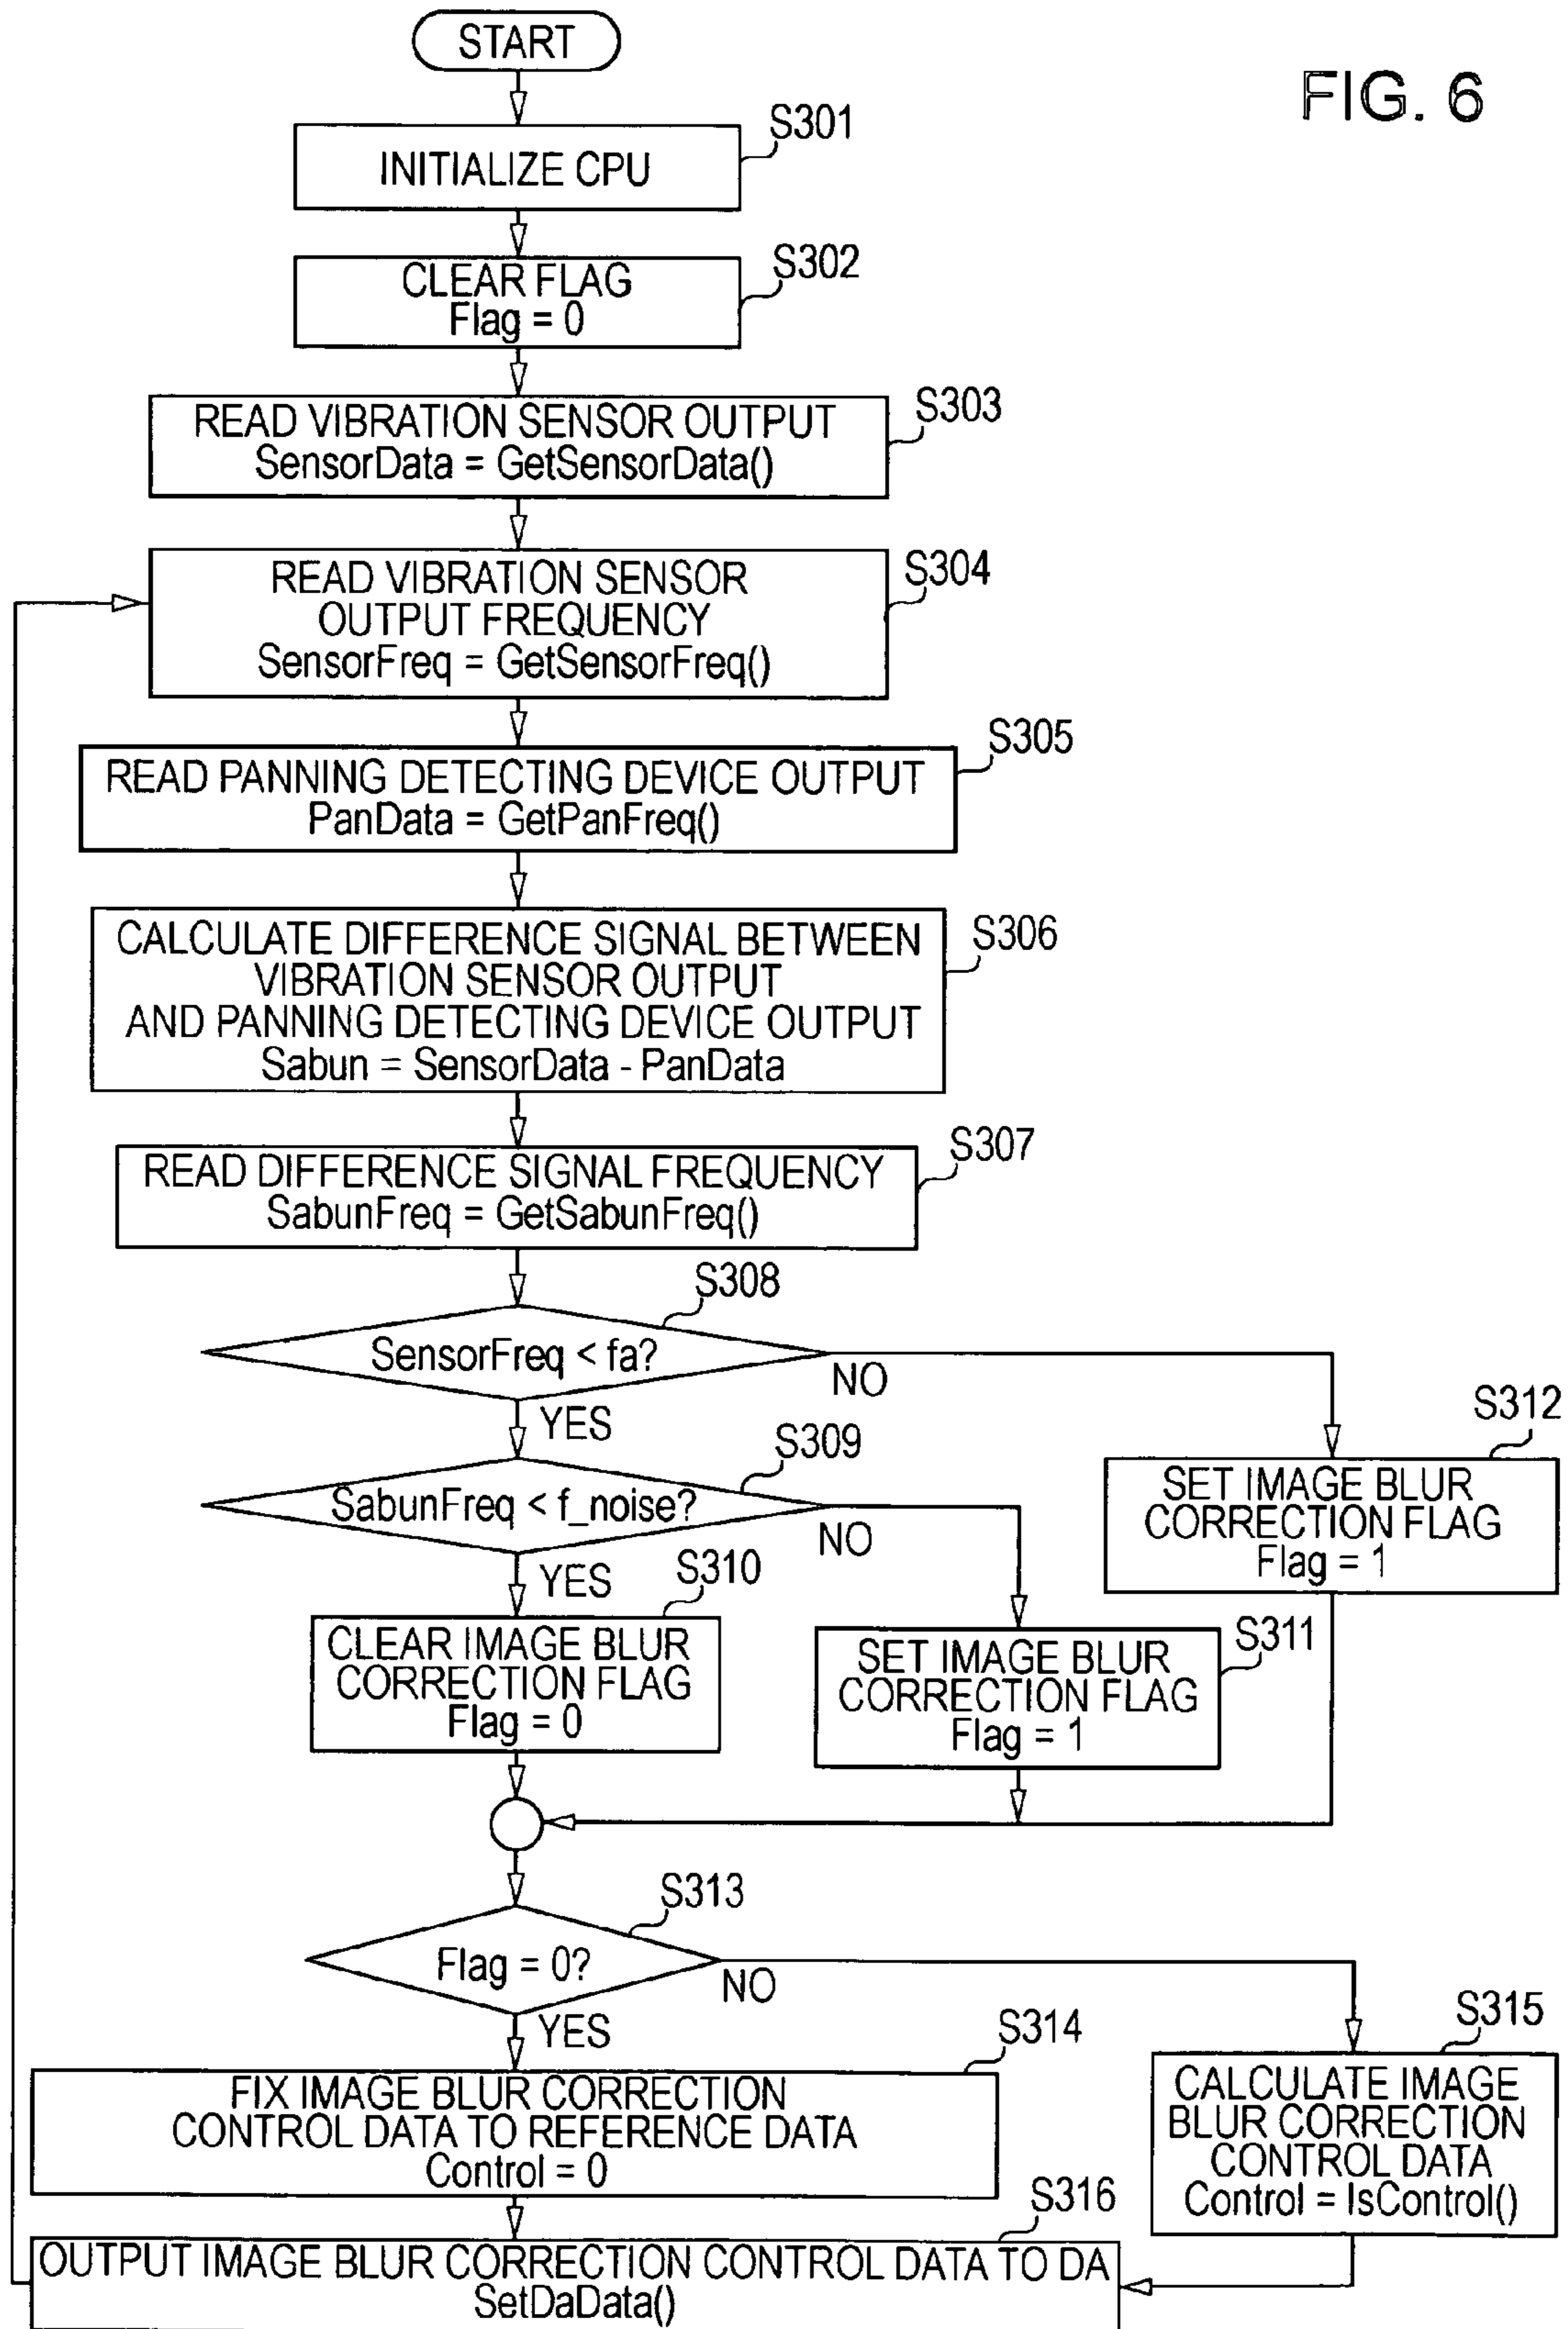 START
FIG. 6
S301
INITIALIZE CPU
S302
CLEAR FLAG
Flag = 0
S303
READ VIBRATION SENSOR OUTPUT
SensorData = GetSensorData()
S304
READ VIBRATION SENSOR
OUTPUT FREQUENCY
SensorFreq = GetSensorFreq()
S305
READ PANNING DETECTING DEVICE OUTPUT
PanData = GetPanFreq()
S306
CALCULATE DIFFERENCE SIGNAL BETWEEN
VIBRATION SENSOR OUTPUT
AND PANNING DETECTING DEVICE OUTPUT
Sabun = SensorData - PanData
S307
READ DIFFERENCE SIGNAL FREQUENCY
SabunFreq = GetSabunFreq()
S308
SensorFreq < fa?
NO
YES
S309
SabunFreq < f_noise?
NO
YES
S310
CLEAR IMAGE BLUR
CORRECTION FLAG
Flag = 0
S311
SET IMAGE BLUR
CORRECTION FLAG
Flag = 1
S312
SET IMAGE BLUR
CORRECTION FLAG
Flag = 1
S313
Flag = 0?
NO
YES
S314
FIX IMAGE BLUR CORRECTION
CONTROL DATA TO REFERENCE DATA
Control = 0
S315
CALCULATE IMAGE
BLUR CORRECTION
CONTROL DATA
Control = IsControl()
S316
OUTPUT IMAGE BLUR CORRECTION CONTROL DATA TO DA
SetDaData()